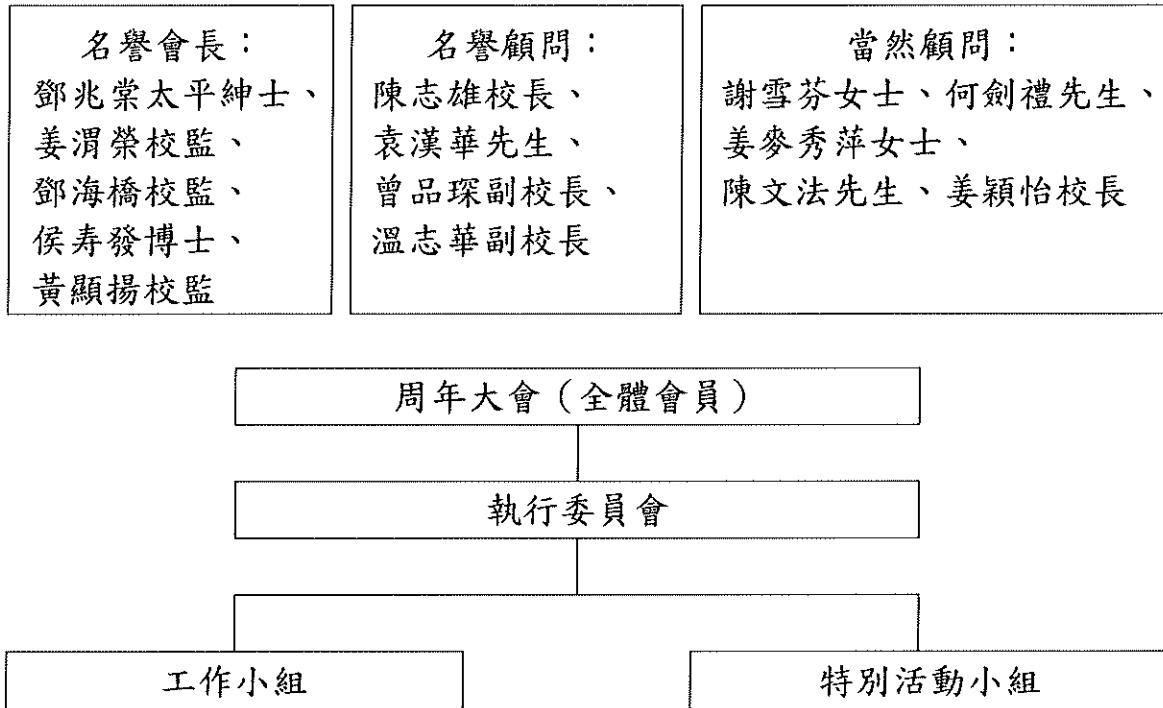 名譽會長：
鄧兆棠太平紳士、
姜渭榮校監、
鄧海橋校監、
侯寿發博士、
黃顯揚校監
名譽顧問：
陳志雄校長、
袁漢華先生、
曾品琛副校長、
溫志華副校長
當然顧問：
謝雪芬女士、何劍禮先生、
姜麥秀萍女士、
陳文法先生、姜穎怡校長
周年大會（全體會員）
執行委員會
工作小組
特別活動小組